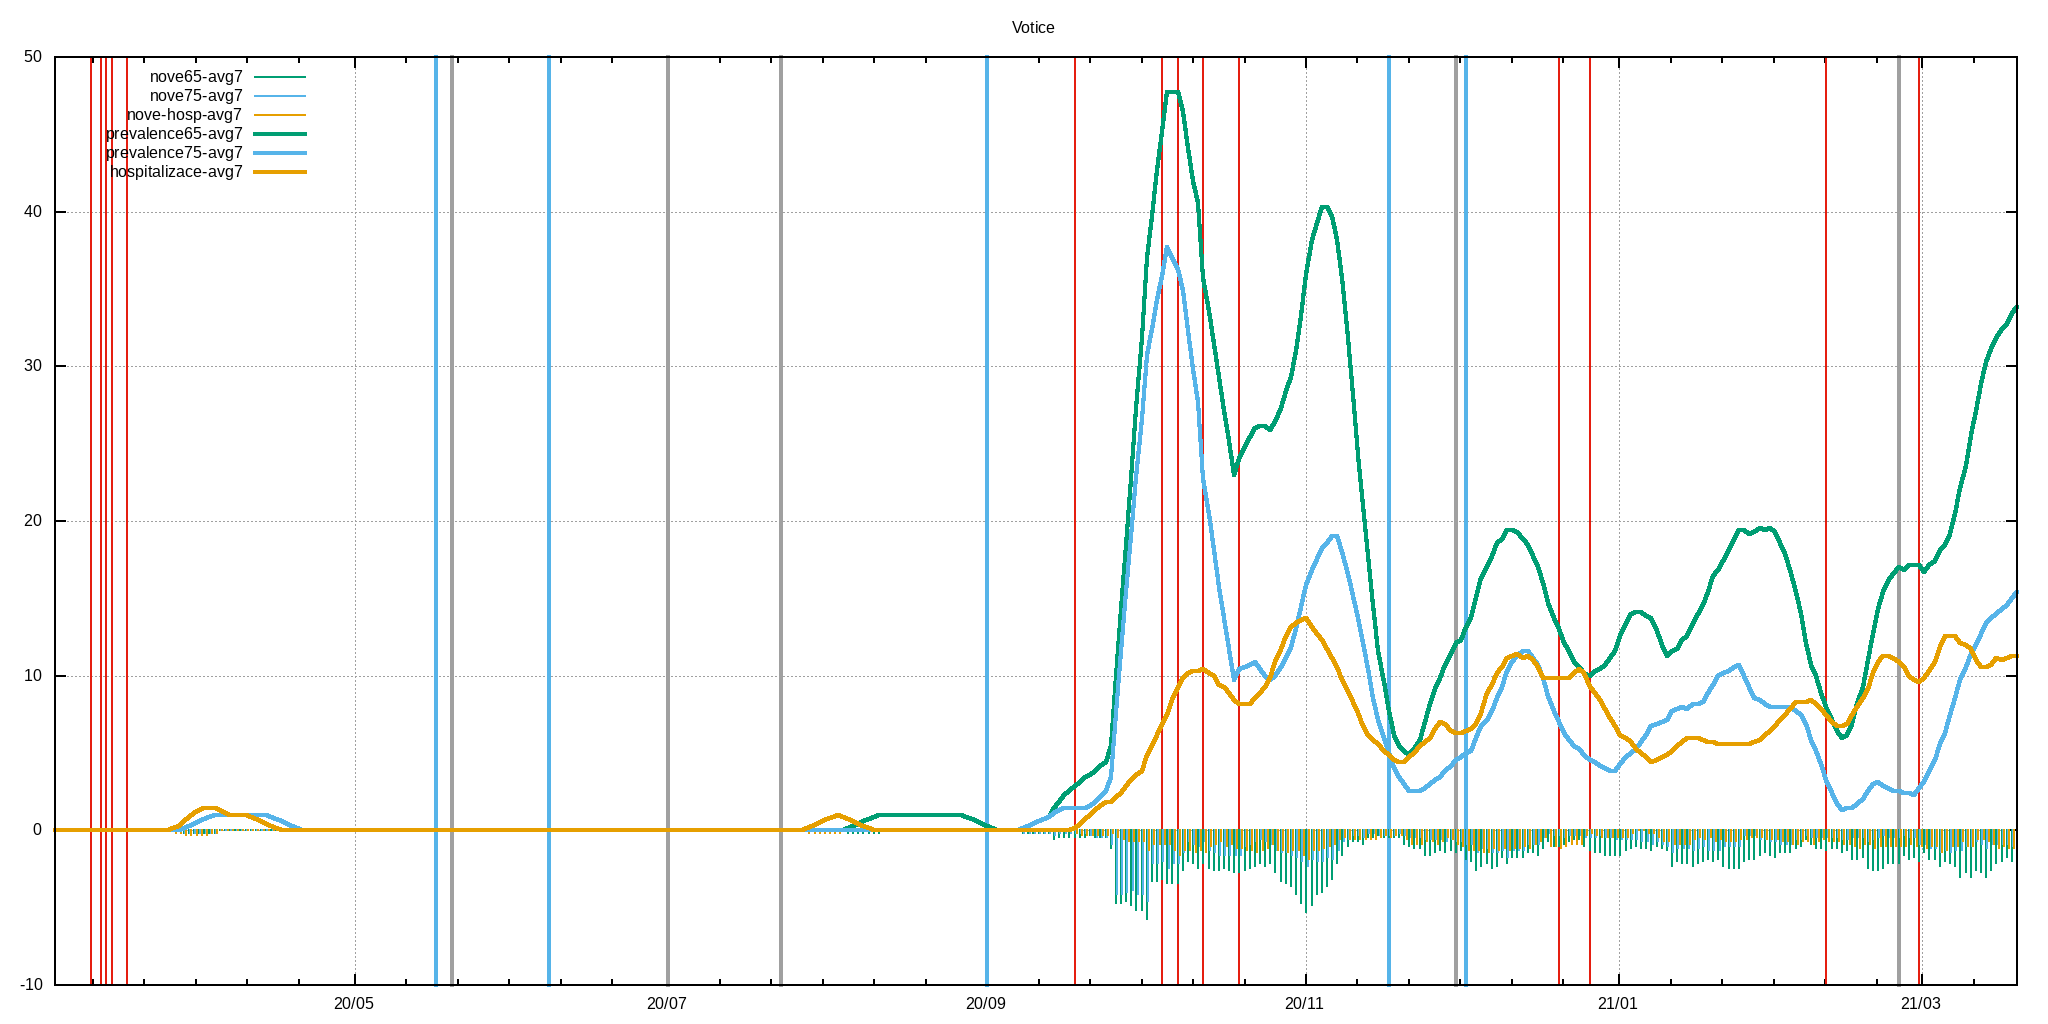 Votice
50
nove65-avg7
nove75-avg7
nove-hosp-avg7
prevalence65-avg7
prevalence75-avg7
hospitalizace-avg7
40
30
20
10
0
-10
20/05 20/07 20/09 20/11 21/01 21/03